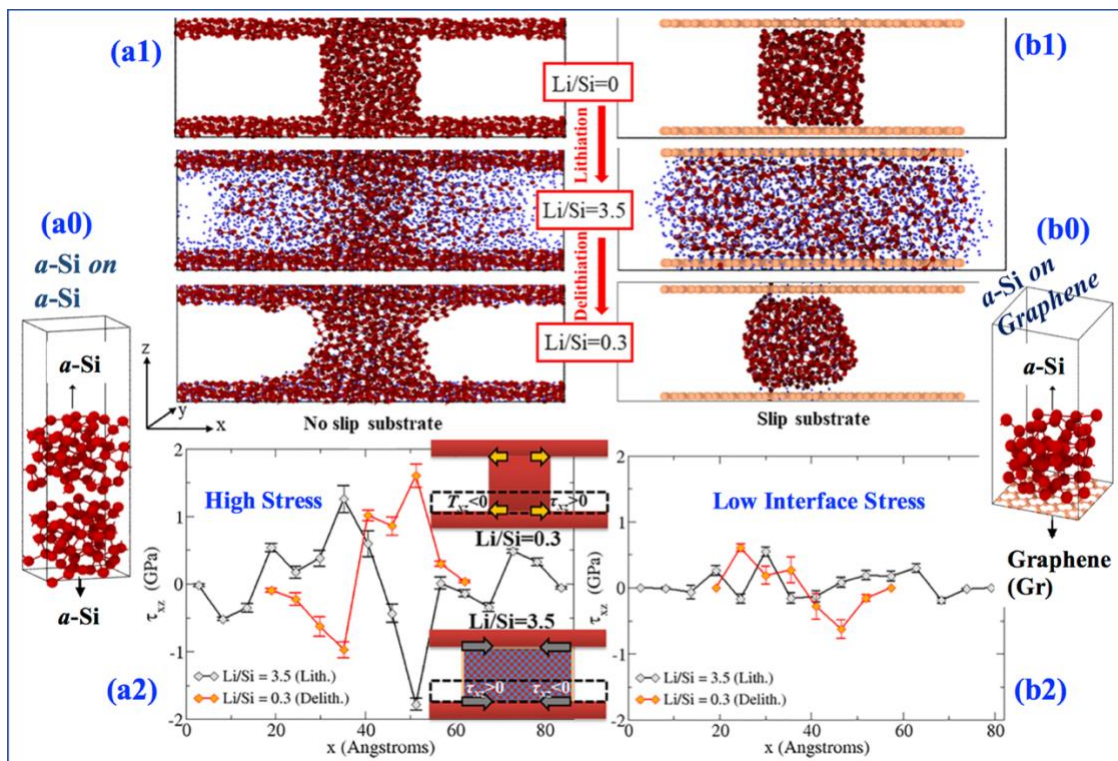 (a1)
(b1)
Li/Si=0
Lithiation
Li/Si=3.5
Delithiation
Li/Si=0.3
(a0)
a-Si on
a-Si
a-Si
a-Si
z
y
x
No slip substrate
Slip substrate
(b0)
a-Si on
Graphene
a-Si
Graphene
(Gr)
High Stress
τxz (GPa)
2
1
0
-1
-2
Txz<0
τxz>0
Li/Si=0.3
Li/Si=3.5
τxz>0
τxz<0
Li/Si = 3.5 (Lith.)
Li/Si = 0.3 (Delith.)
0
20
40
60
80
x (Angstroms)
(a2)
Low Interface Stress
τxz (GPa)
2
1
0
-1
-2
Li/Si = 3.5 (Lith.)
Li/Si = 0.3 (Delith.)
0
20
40
60
80
x (Angstroms)
(b2)